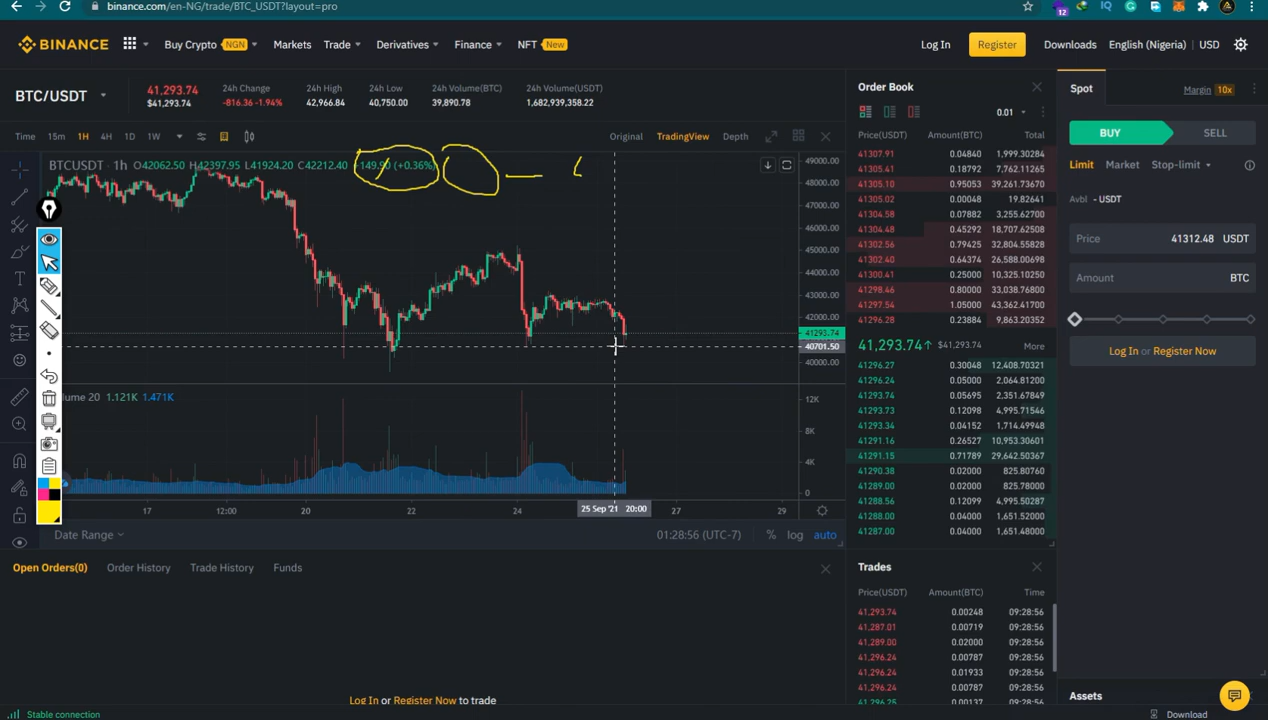 binance.com/en-NG/trade/BTC_USDT?layout=pro
12
BINANCE
Buy Crypto NGN
Markets
Trade
Derivatives
Finance
NFT New
Log In
Register
Downloads
English (Nigeria)
USD
BTC/USDT
41,293.74
$41,293.74
24h Change
-816.36 -1.94%
24h High
42,966.84
24h Low
40,750.00
24h Volume(BTC)
39,890.78
24h Volume(USDT)
1,682,939,358.22
Time 15m 1H 4H 1D 1W
Original TradingView Depth
BTCUSDT · 1h O42062.50 H42397.95 L41924.20 C42212.40 (+0.36%)
49000.00
48000.00
47000.00
46000.00
45000.00
44000.00
43000.00
42000.00
41293.74
40701.50
40000.00
ume 20 1.121K 1.471K
12K
8K
4K
0
17 12:00 20 22 24 25 Sep '21 20:00 27 29
Date Range
01:28:56 (UTC-7) % log auto
Open Orders(0) Order History Trade History Funds
Log In or Register Now to trade
Stable connection
Order Book
0.01
Price(USDT) Amount(BTC) Total
41307.91 0.04840 1,999.30284
41305.41 0.18792 7,762.11265
41305.10 0.95053 39,261.73670
41305.02 0.00048 19.82641
41304.58 0.07882 3,255.62700
41304.48 0.45292 18,707.62508
41302.56 0.79425 32,804.55828
41302.40 0.64374 26,588.00698
41300.41 0.25000 10,325.10250
41298.46 0.80000 33,038.76800
41297.54 1.05000 43,362.41700
41296.28 0.23884 9,863.20352
41,293.74↑ $41,293.74 More
41296.27 0.30048 12,408.70321
41296.24 0.05000 2,064.81200
41293.74 0.05695 2,351.67849
41293.73 0.12098 4,995.71546
41293.34 0.04152 1,714.49948
41291.16 0.26527 10,953.30601
41291.15 0.71789 29,642.50367
41290.38 0.02000 825.80760
41289.00 0.02000 825.78000
41288.56 0.12099 4,995.50287
41288.00 0.04000 1,651.52000
41287.00 0.04000 1,651.48000
Trades
Price(USDT) Amount(BTC) Time
41,293.74 0.00248 09:28:56
41,287.01 0.00719 09:28:56
41,289.00 0.02000 09:28:56
41,296.24 0.00787 09:28:56
41,296.24 0.01933 09:28:56
41,296.24 0.00787 09:28:56
41,296.25 0.00137 09:28:56
Spot
Margin 10x
BUY
SELL
Limit Market Stop-limit
Avbl - USDT
Price 41312.48 USDT
Amount BTC
Log In or Register Now
Assets
Download